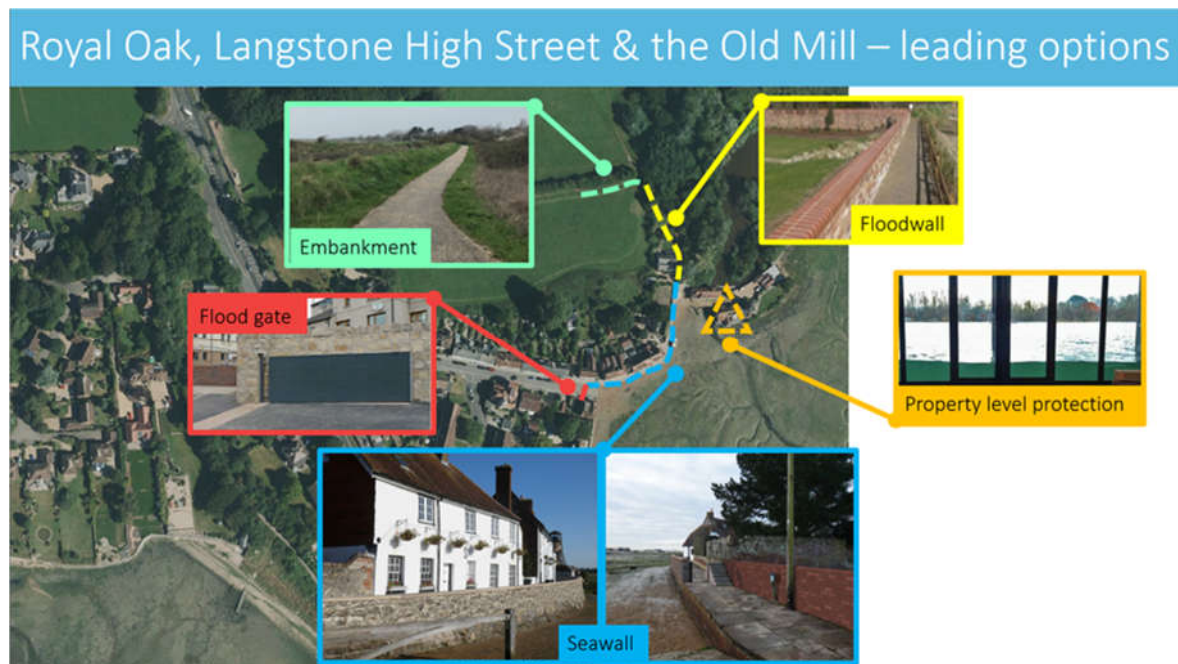 Royal Oak, Langstone High Street & the Old Mill – leading options
Embankment
Floodwall
Flood gate
Property level protection
Seawall